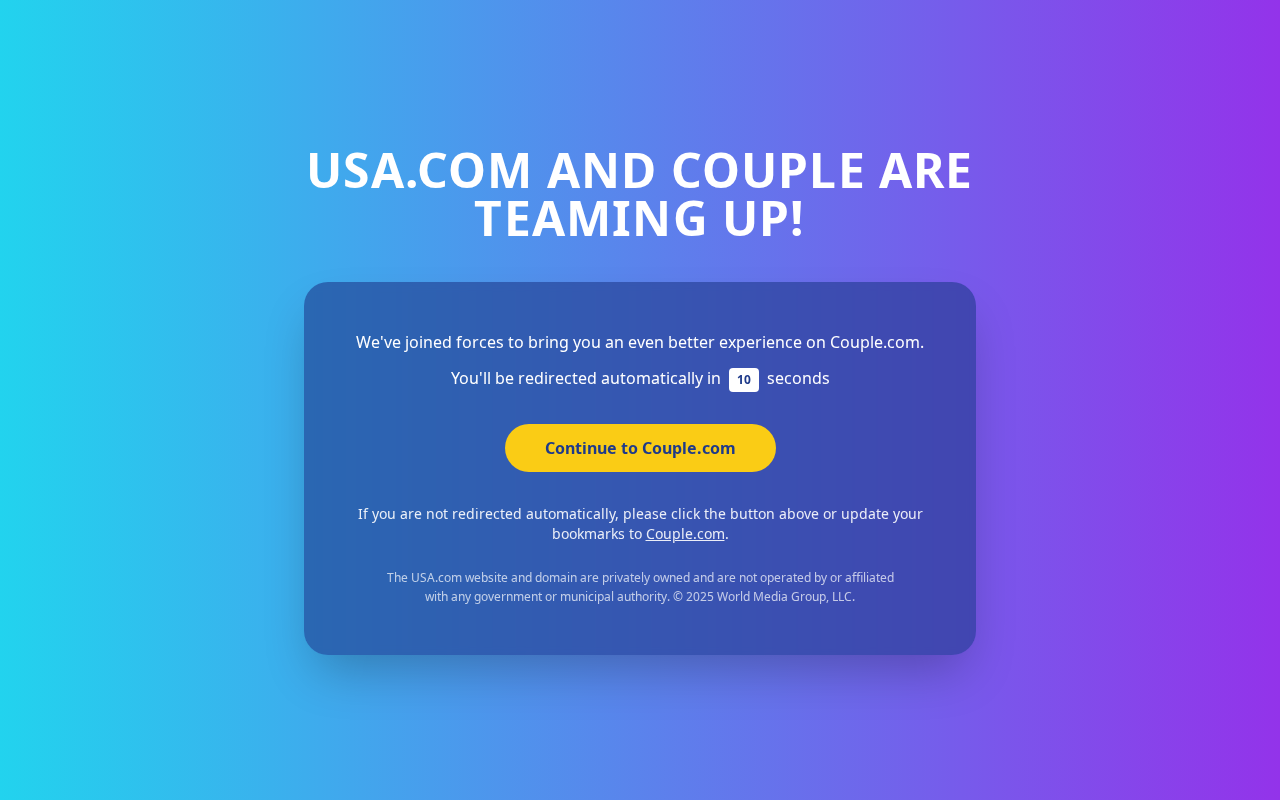 USA.COM AND COUPLE ARE
TEAMING UP!
We've joined forces to bring you an even better experience on Couple.com.
You'll be redirected automatically in 10 seconds
Continue to Couple.com
If you are not redirected automatically, please click the button above or update your
bookmarks to Couple.com.
The USA.com website and domain are privately owned and are not operated by or affiliated
with any government or municipal authority. © 2025 World Media Group, LLC.